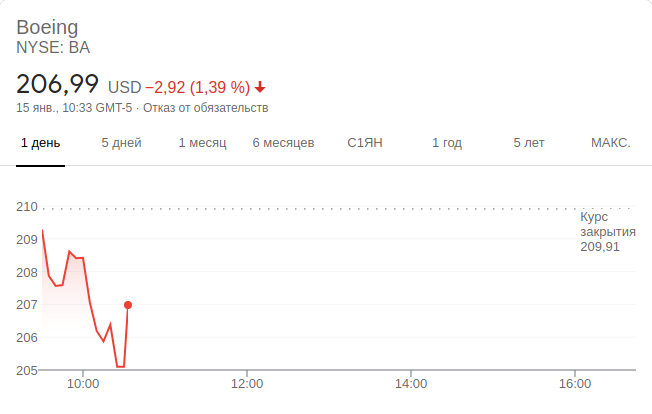 Boeing
NYSE: BA
206,99 USD −2,92 (1,39 %)
15 янв., 10:33 GMT-5 · Отказ от обязательств
1 день 5 дней 1 месяц 6 месяцев С1ЯН 1 год 5 лет МАКС.
210
Курс
закрытия
209,91
209
208
207
206
205
10:00 12:00 14:00 16:00